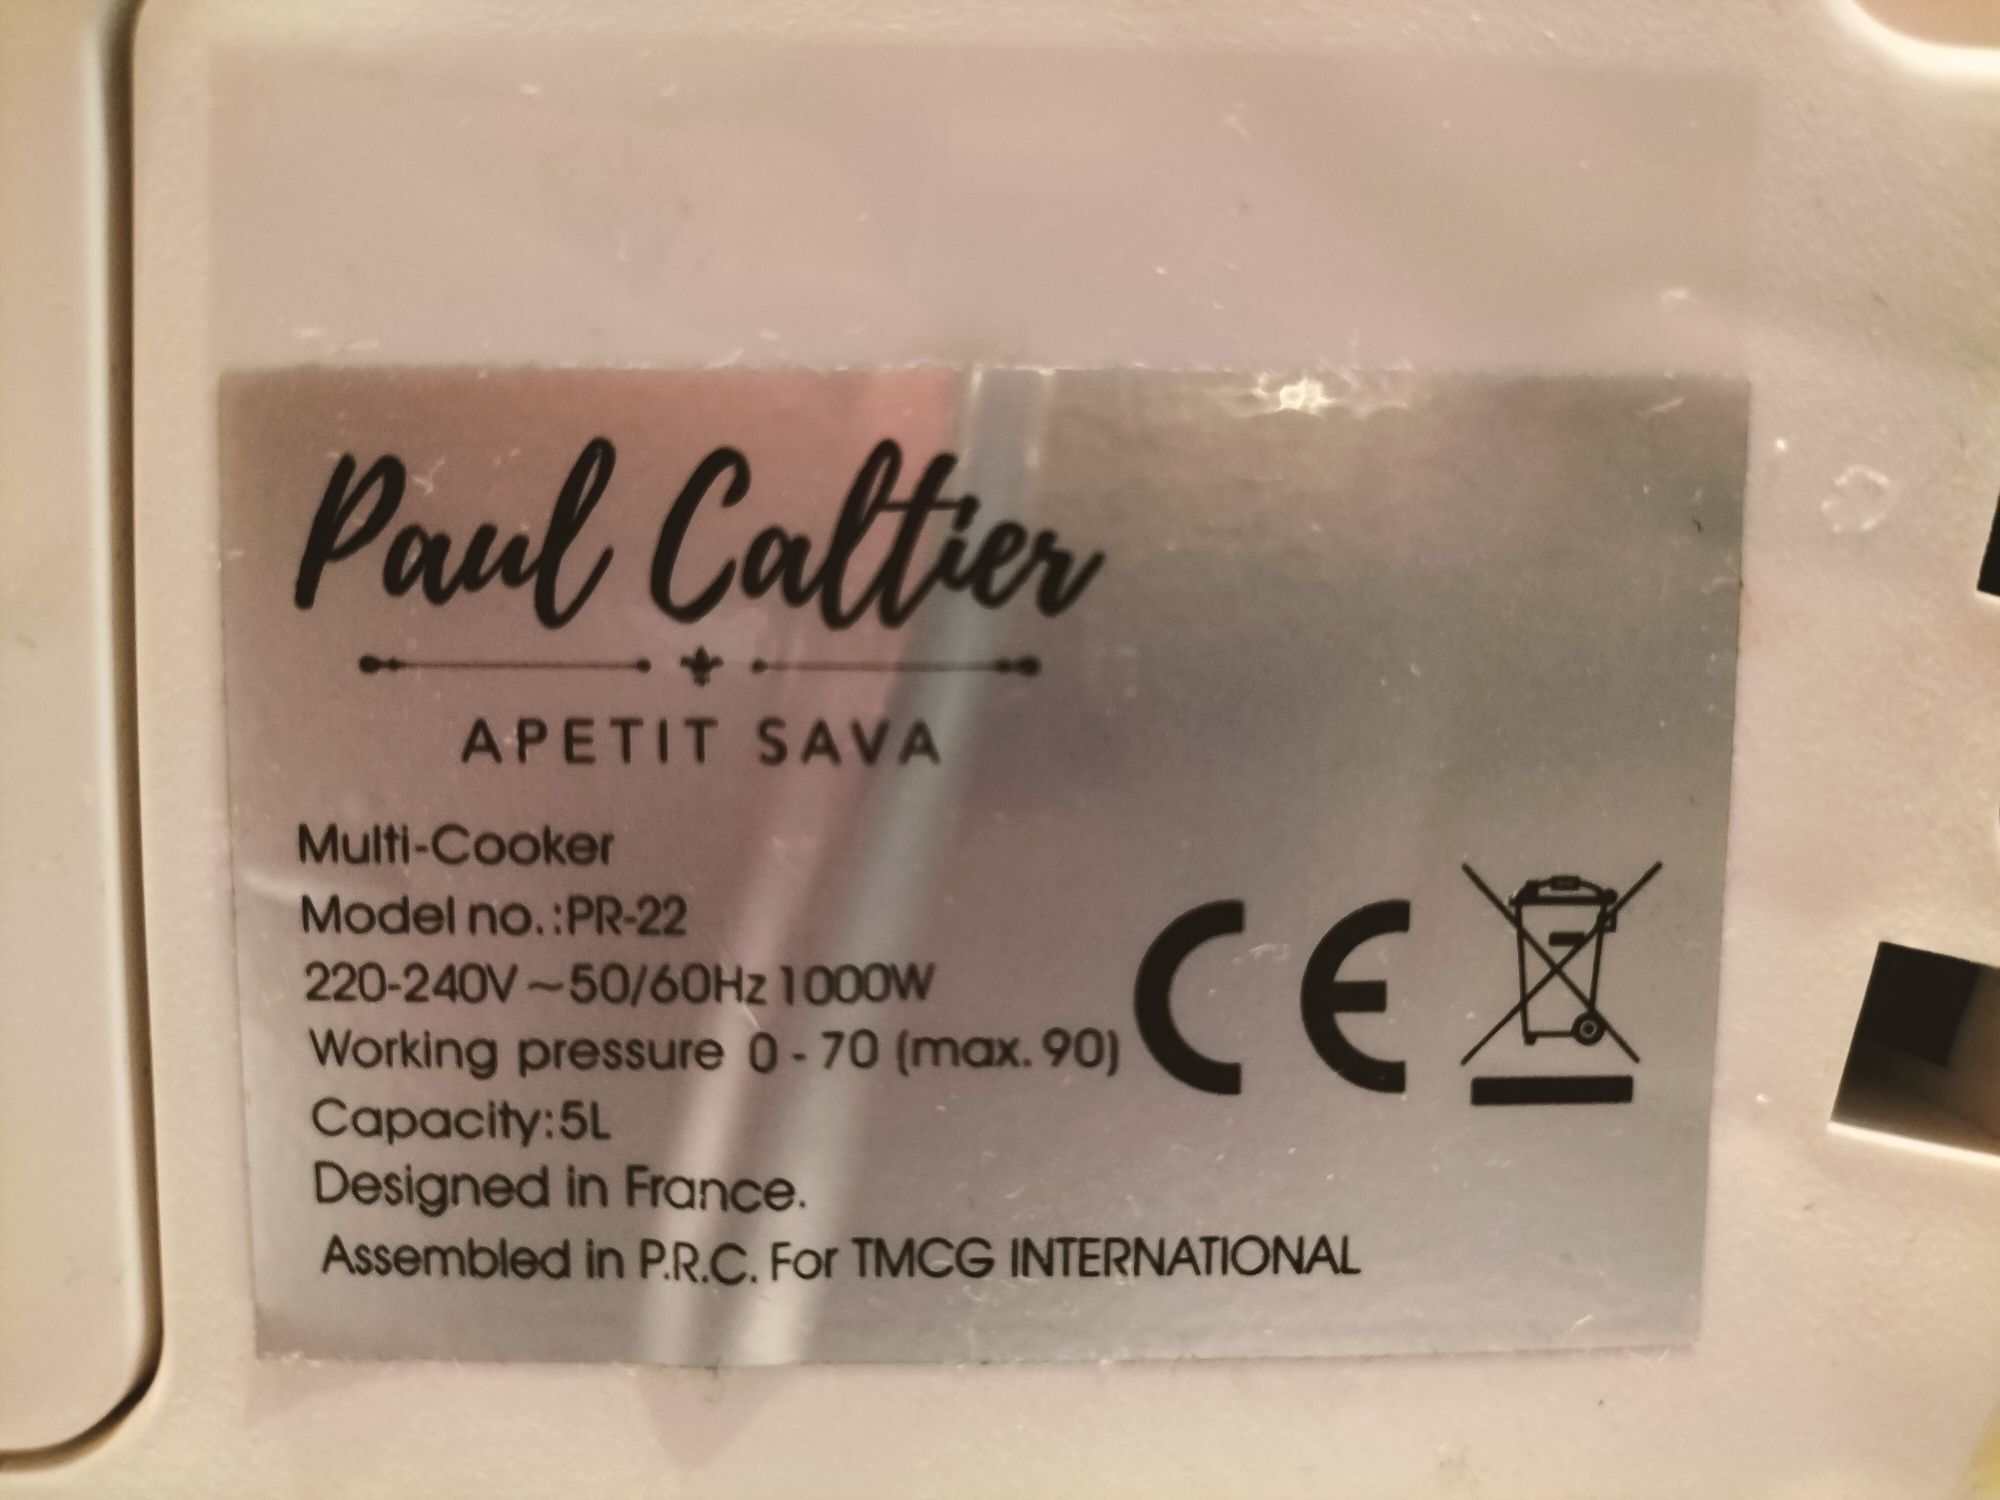 Paul Caltier
APETIT SAVA
Multi-Cooker
Model no.:PR-22
220-240V~50/60Hz 1000W
Working pressure 0 - 70 (max. 90)
Capacity:5L
Designed in France.
Assembled in P.R.C. For TMCG INTERNATIONAL
CE